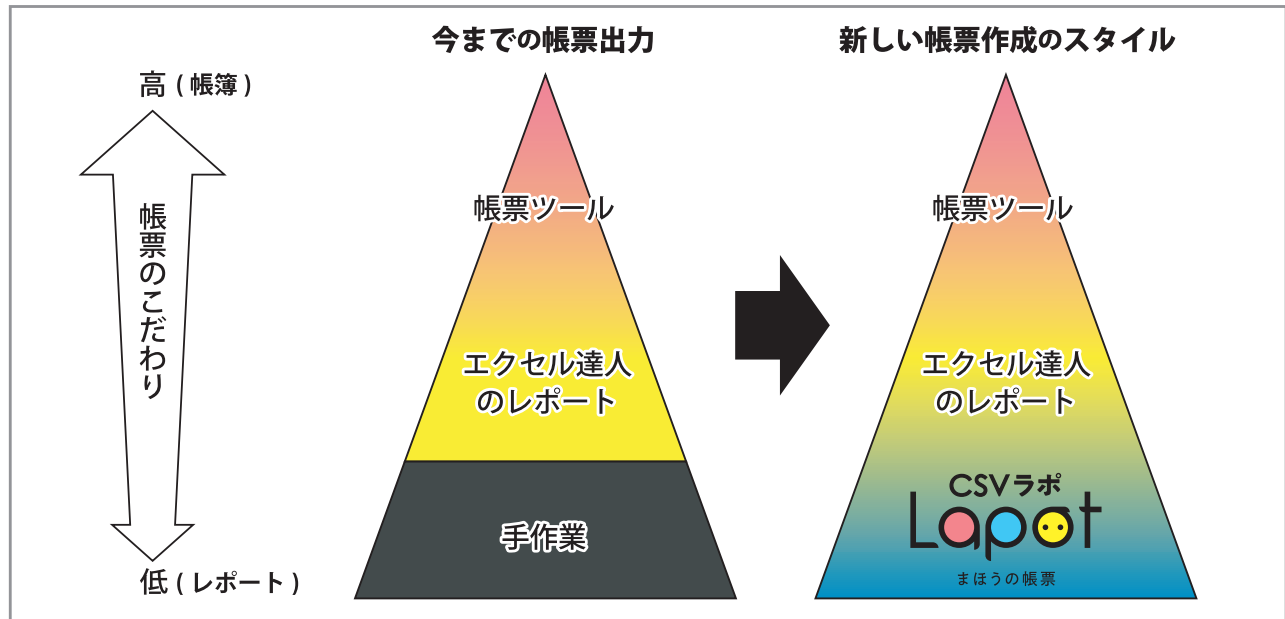 今までの帳票出力
新しい帳票作成のスタイル
高 ( 帳簿 )
帳票のこだわり
低 ( レポート )
帳票ツール
エクセル達人
のレポート
手作業
帳票ツール
エクセル達人
のレポート
CSVラポ
Lapot
まほうの帳票